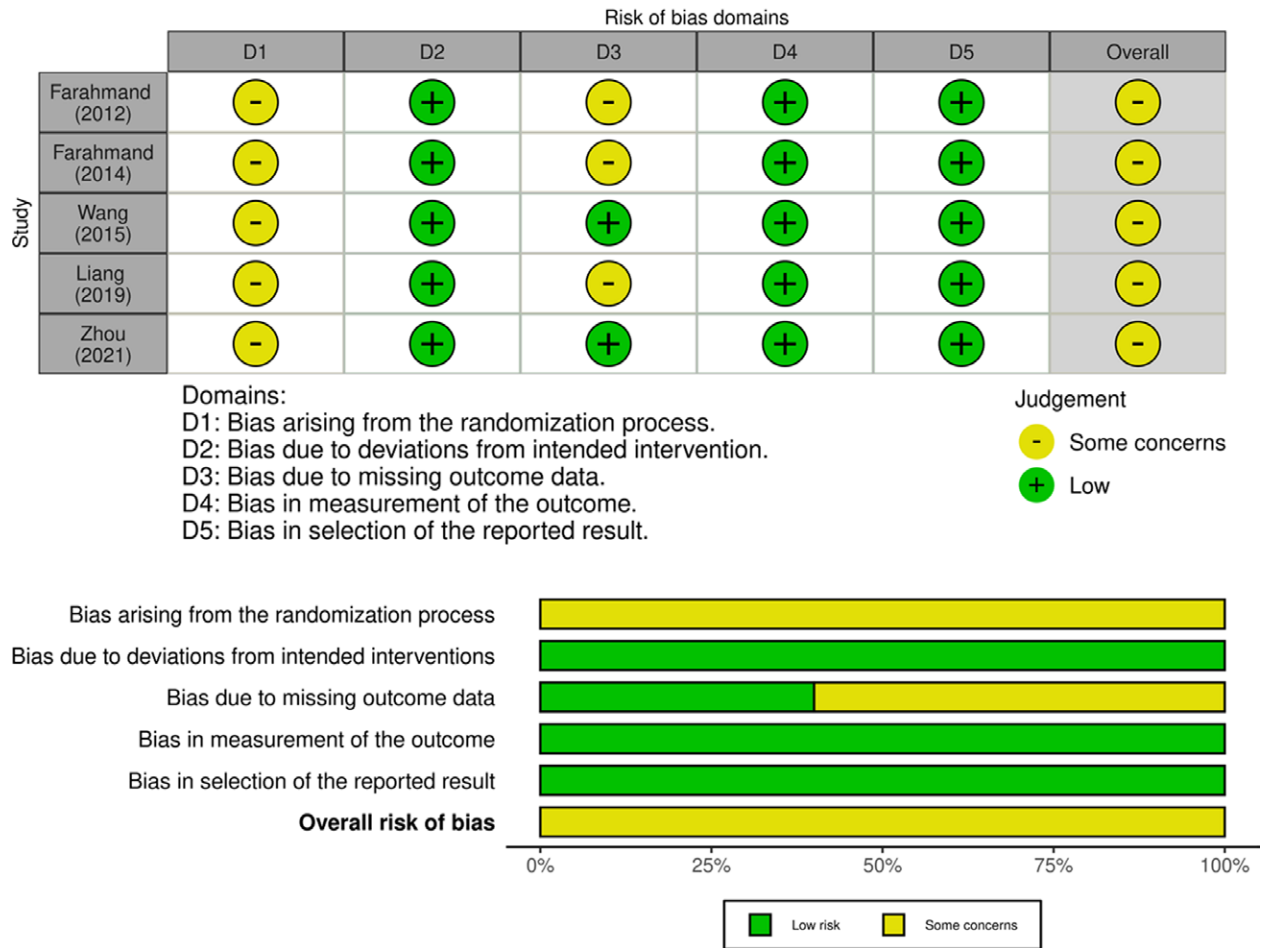 Risk of bias domains
D1 D2 D3 D4 D5 Overall
Study
Farahmand
(2012)
- + - + + -
Farahmand
(2014)
- + - + + -
Wang
(2015)
- + + + + -
Liang
(2019)
- + - + + -
Zhou
(2021)
- + + + + -
Domains:
D1: Bias arising from the randomization process.
D2: Bias due to deviations from intended intervention.
D3: Bias due to missing outcome data.
D4: Bias in measurement of the outcome.
D5: Bias in selection of the reported result.
Judgement
- Some concerns
+ Low
Bias arising from the randomization process
Bias due to deviations from intended interventions
Bias due to missing outcome data
Bias in measurement of the outcome
Bias in selection of the reported result
Overall risk of bias
0% 25% 50% 75% 100%
Low risk Some concerns